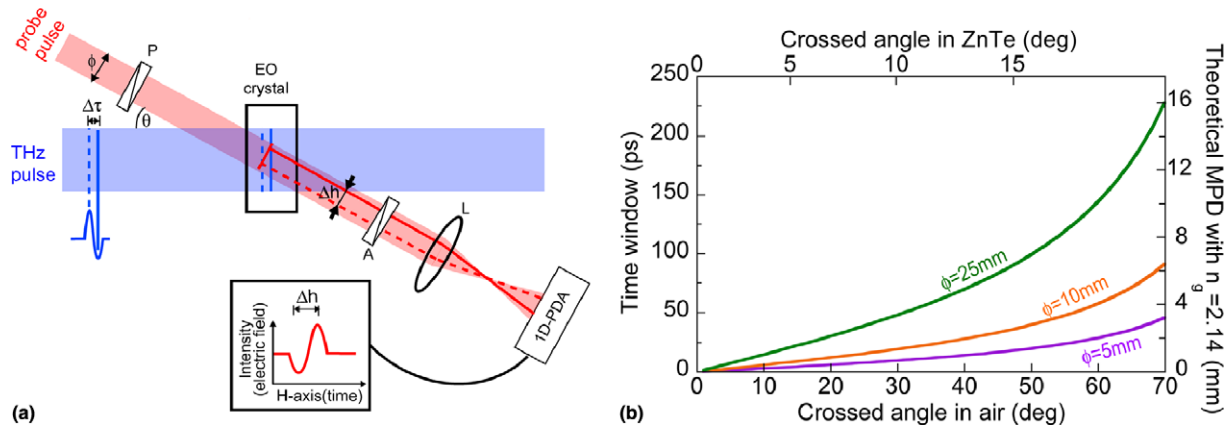 probe
pulse
ϕ
P
Δτ
θ
EO
crystal
THz
pulse
Δh
A
L
1D-PDA
Δh
Intensity
(electric field)
H-axis(time)
(a)
Crossed angle in ZnTe (deg)
0 5 10 15
250
200
150
100
50
0
Time window (ps)
ϕ=25mm
ϕ=10mm
ϕ=5mm
16
12
8
4
0
Theoretical MPD with n_g =2.14 (mm)
0 10 20 30 40 50 60 70
Crossed angle in air (deg)
(b)